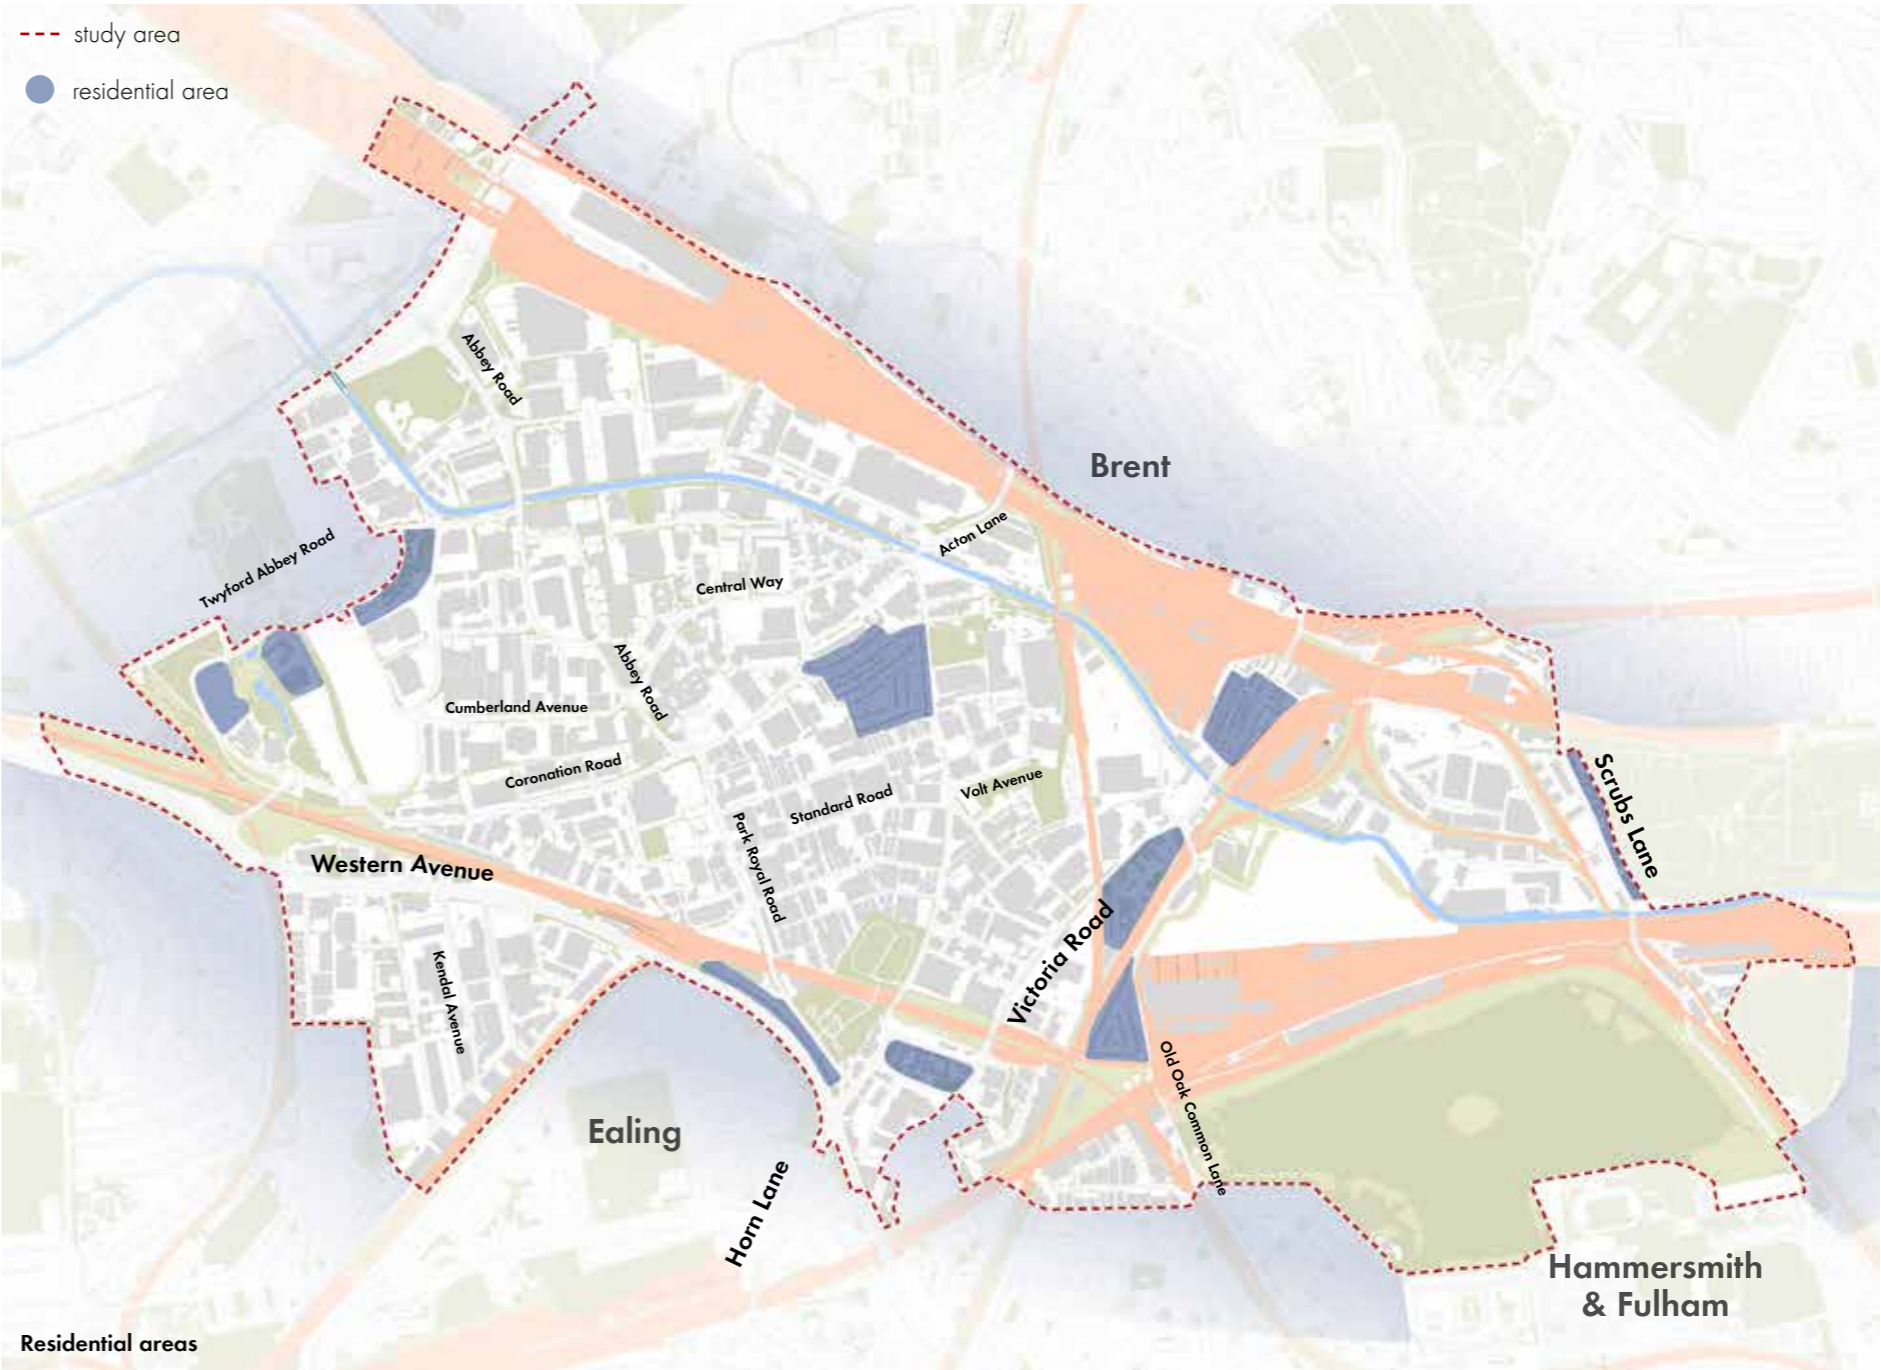 study area
residential area
Abbey Road
Brent
Acton Lane
Twyford Abbey Road
Central Way
Abbey Road
Cumberland Avenue
Coronation Road
Standard Road
Volt Avenue
Scrubs Lane
Park Royal Road
Western Avenue
Victoria Road
Kendal Avenue
Old Oak Common Lane
Ealing
Horn Lane
Hammersmith
& Fulham
Residential areas